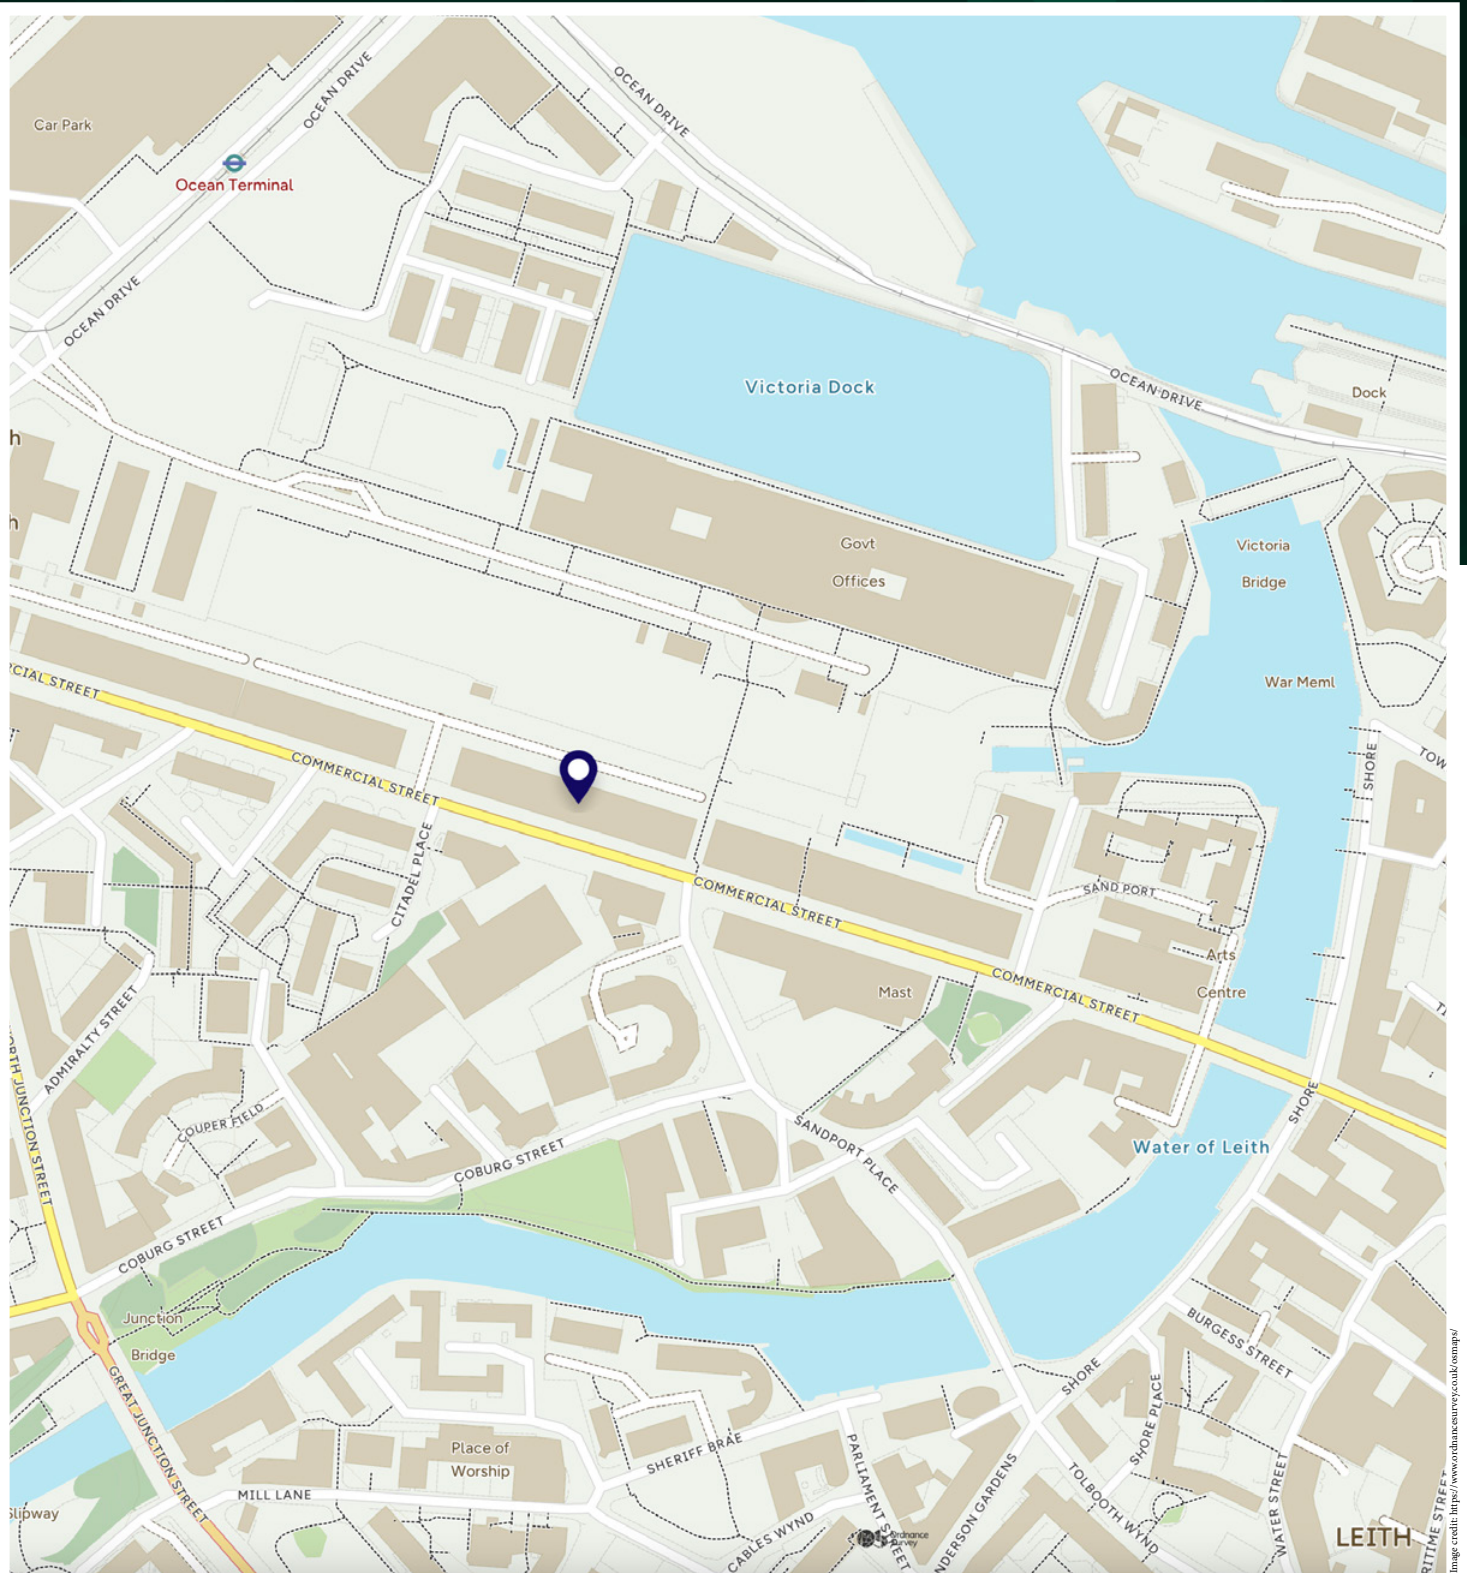 OCEAN DRIVE
OCEAN DRIVE
Car Park
Ocean Terminal
OCEAN DRIVE
Victoria Dock
OCEAN DRIVE
Dock
h
h
Govt
Offices
Victoria
Bridge
War Meml
SHORE
COMMERCIAL STREET
CITADEL PLACE
COMMERCIAL STREET
SAND PORT
Arts
Centre
Mast
COMMERCIAL STREET
ADMIRALTY STREET
COUPER FIELD
SHORE
SANDPORT PLACE
Water of Leith
COBURG STREET
COBURG STREET
Junction
Bridge
GREAT JUNCTION STREET
BURGESS STREET
SHORE
SHORE PLACE
Place of
Worship
SHERIFF BRAE
MILL LANE
PARLIAMENT STREET
TOLBOOTH WYND
WATER STREET
CABLES WYND
Ordnance
Survey
LEITH
Image credit: https://www.ordnancesurvey.co.uk/osmaps/